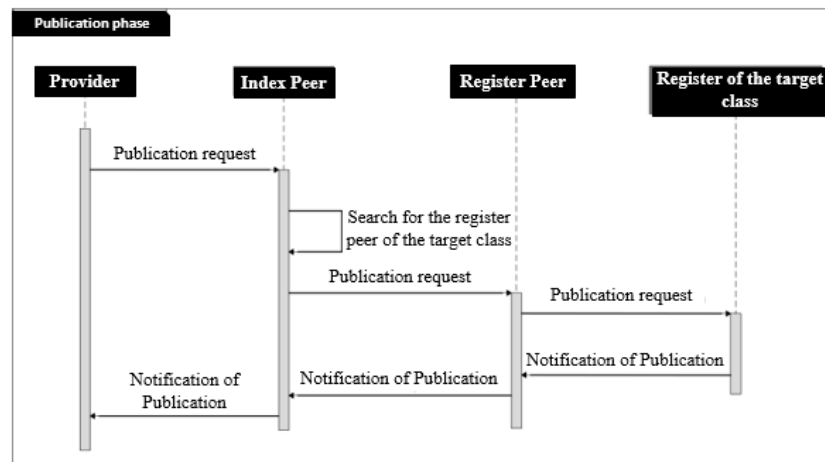 Publication phase
Provider
Index Peer
Register Peer
Register of the target
class
Publication request
Search for the register
peer of the target class
Publication request
Publication request
Notification of Publication
Notification of Publication
Notification of
Publication